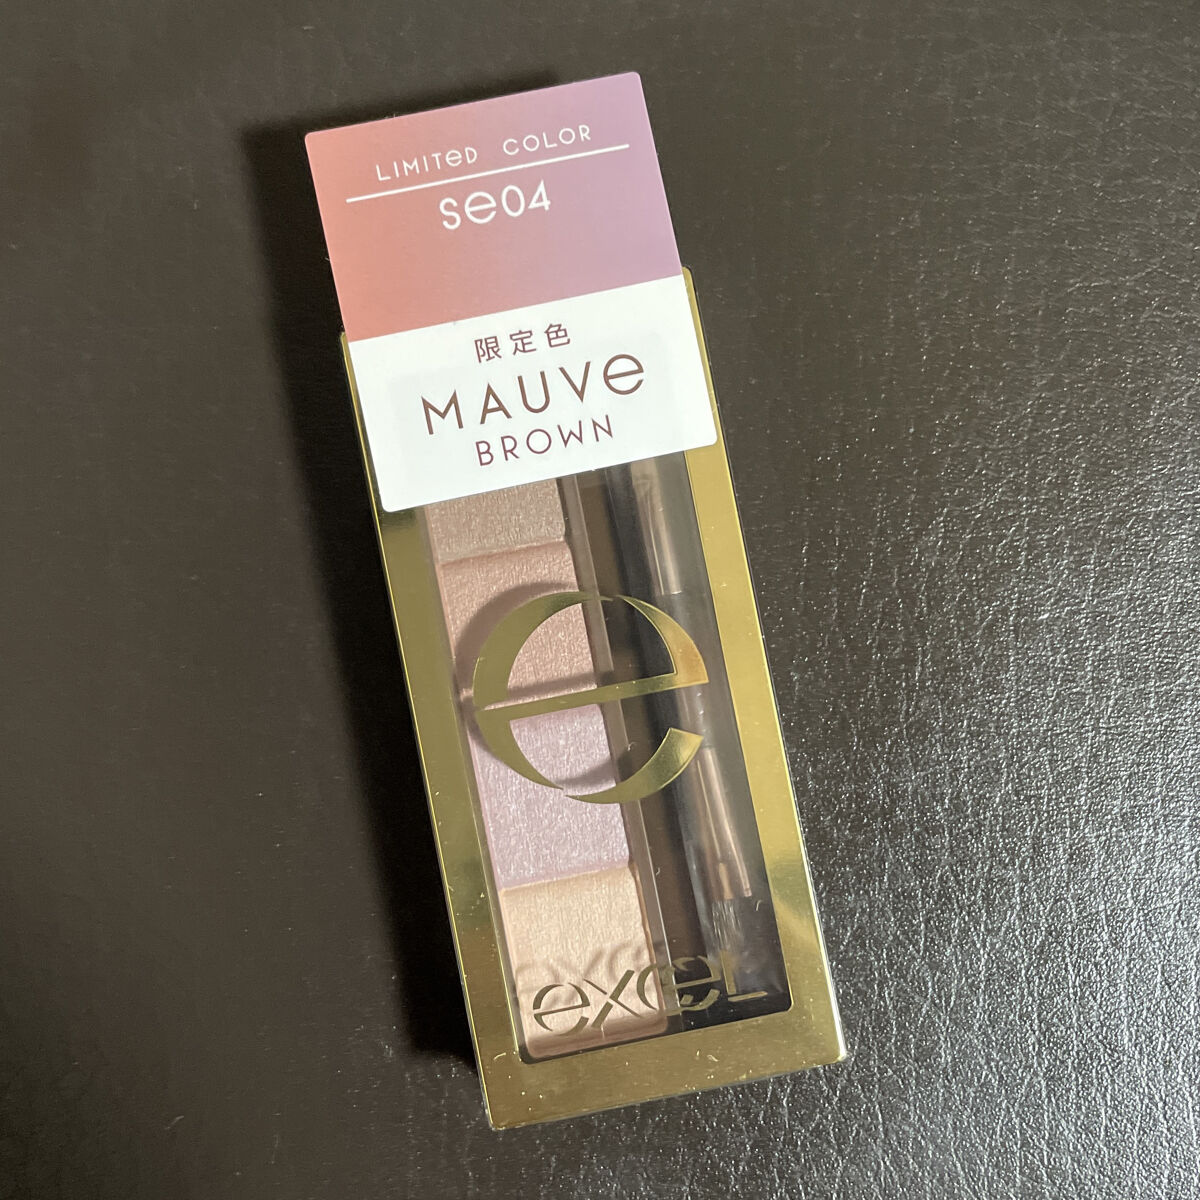 LIMITeD COLOR
se04
限定色
MAUVe
BROWN
e
excel